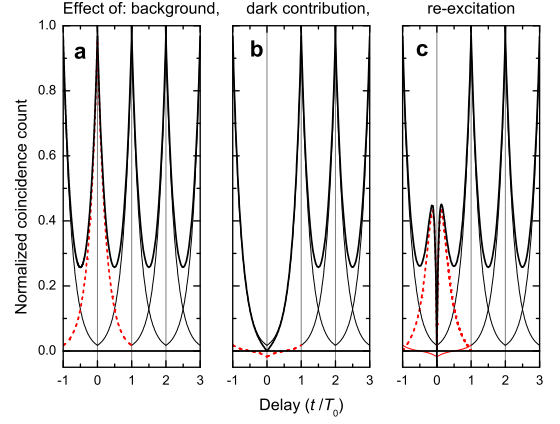 Effect of: background, dark contribution, re-excitation
a b c
Normalized coincidence count
1.0
0.8
0.6
0.4
0.2
0.0
-1 0 1 2 3 -1 0 1 2 3 -1 0 1 2 3
Delay (t/T0)